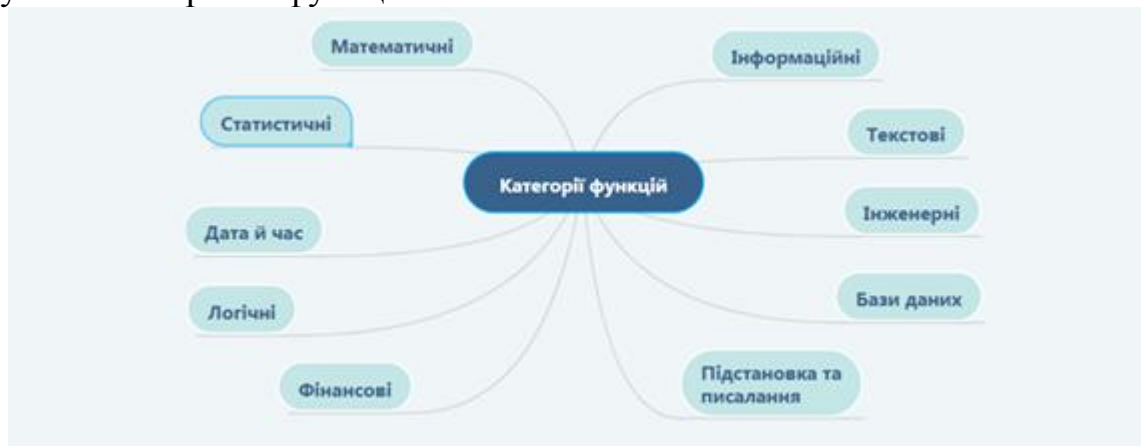 Математичні
Інформаційні
Статистичні
Текстові
Категорії функцій
Інженерні
Дата й час
Бази даних
Логічні
Підстановка та
писалання
Фінансові